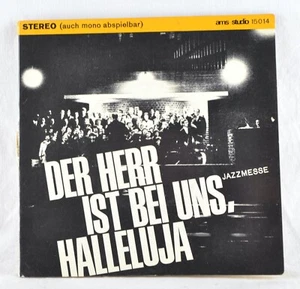 STEREO (auch mono abspielbar) ams studio 15014
DER HERR
IST BEI UNS,
JAZZMESSE
HALLELUJA